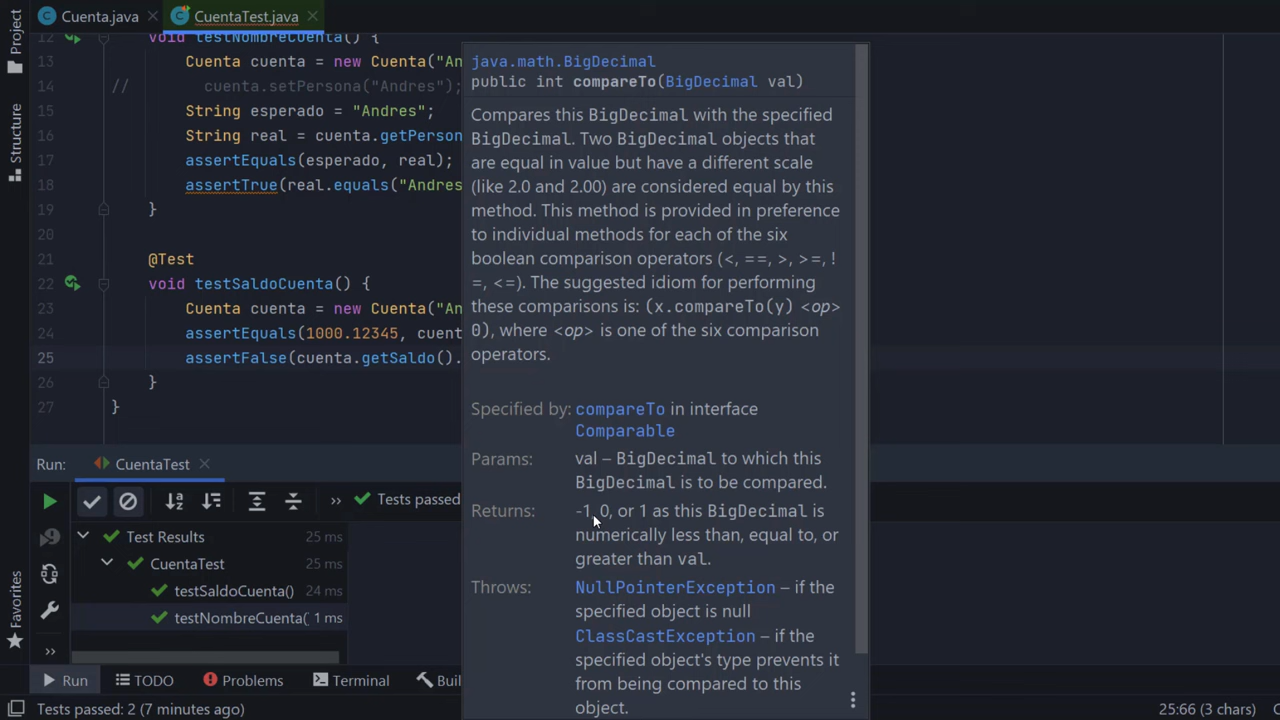 Cuenta.java
CuentaTest.java
Project
Structure
Favorites
12 void testNombreCuenta() {
13 Cuenta cuenta = new Cuenta("An
14 // cuenta.setPersona("Andres");
15 String esperado = "Andres";
16 String real = cuenta.getPerson
17 assertEquals(esperado, real);
18 assertTrue(real.equals("Andres
19 }
20
21 @Test
22 void testSaldoCuenta() {
23 Cuenta cuenta = new Cuenta("An
24 assertEquals(1000.12345, cuent
25 assertFalse(cuenta.getSaldo().
26 }
27 }
java.math.BigDecimal
public int compareTo(BigDecimal val)
Compares this BigDecimal with the specified
BigDecimal. Two BigDecimal objects that
are equal in value but have a different scale
(like 2.0 and 2.00) are considered equal by this
method. This method is provided in preference
to individual methods for each of the six
boolean comparison operators (<, ==, >, >=, !
=, <=). The suggested idiom for performing
these comparisons is: (x.compareTo(y) <op>
0), where <op> is one of the six comparison
operators.
Specified by: compareTo in interface
Comparable
Params: val – BigDecimal to which this
BigDecimal is to be compared.
Returns: -1, 0, or 1 as this BigDecimal is
numerically less than, equal to, or
greater than val.
Throws: NullPointerException – if the
specified object is null
ClassCastException – if the
specified object's type prevents it
from being compared to this
object.
Run: CuentaTest
» Tests passed
Test Results 25 ms
CuentaTest 25 ms
testSaldoCuenta() 24 ms
testNombreCuenta( 1 ms
»
Run TODO Problems Terminal Buil
Tests passed: 2 (7 minutes ago)
25:66 (3 chars)